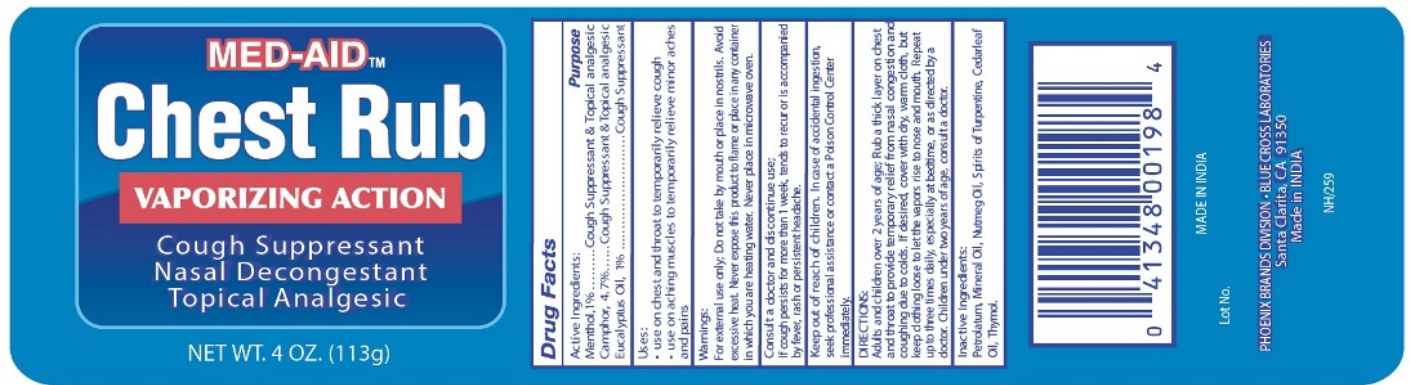 MED-AID™
Chest Rub
VAPORIZING ACTION
Cough Suppressant
Nasal Decongestant
Topical Analgesic
NET WT. 4 OZ. (113g)
Drug Facts
Active Ingredients: Purpose
Menthol,1%.......... Cough Suppressant & Topical analgesic
Camphor, 4.7%....... Cough Suppressant & Topical analgesic
Eucalyptus Oil, 1% ........................... Cough Suppressant
Uses:
• use on chest and throat to temporarily relieve cough
• use on aching muscles to temporarily relieve minor aches
and pains
Warnings:
For external use only; Do not take by mouth or place in nostrils. Avoid
excessive heat. Never expose this product to flame or place in any container
in which you are heating water. Never place in microwave oven.
Consult a doctor and discontinue use;
If cough persists for more than 1 week, tends to recur or is accompanied
by fever, rash or persistent headache.
Keep out of reach of children. In case of accidental ingestion,
seek professional assistance or contact a Poison Control Center
immediately.
DIRECTIONS:
Adults and children over 2 years of age; Rub a thick layer on chest
and throat to provide temporary relief from nasal congestion and
coughing due to colds. If desired, cover with dry, warm cloth, but
keep clothing loose to let the vapors rise to nose and mouth. Repeat
up to three times daily, especially at bedtime, or as directed by a
doctor. Children under two years of age, consult a doctor.
Inactive Ingredients:
Petrolatum, Mineral Oil, Nutmeg Oil, Spirits of Turpentine, Cedarleaf
Oil, Thymol.
0 41348 00198 4
MADE IN INDIA
Lot No.
PHOENIX BRANDS DIVISION • BLUE CROSS LABORATORIES
Santa Clarita, CA 91350
Made in INDIA
NH/259